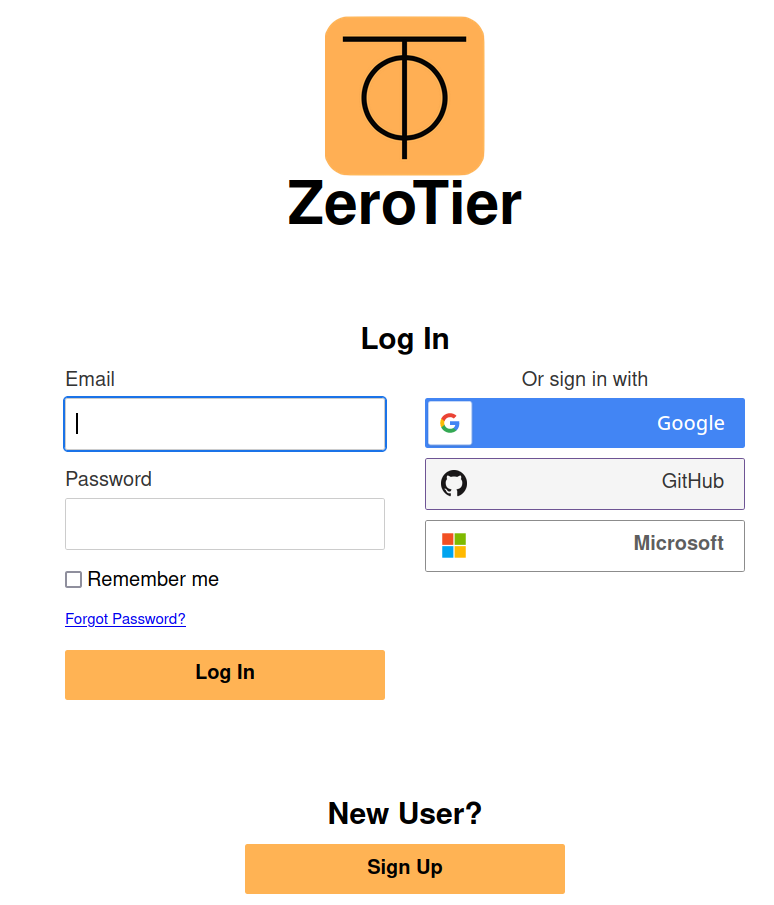 ZeroTier
Log In
Email
Password
Remember me
Forgot Password?
Log In
Or sign in with
Google
GitHub
Microsoft
New User?
Sign Up